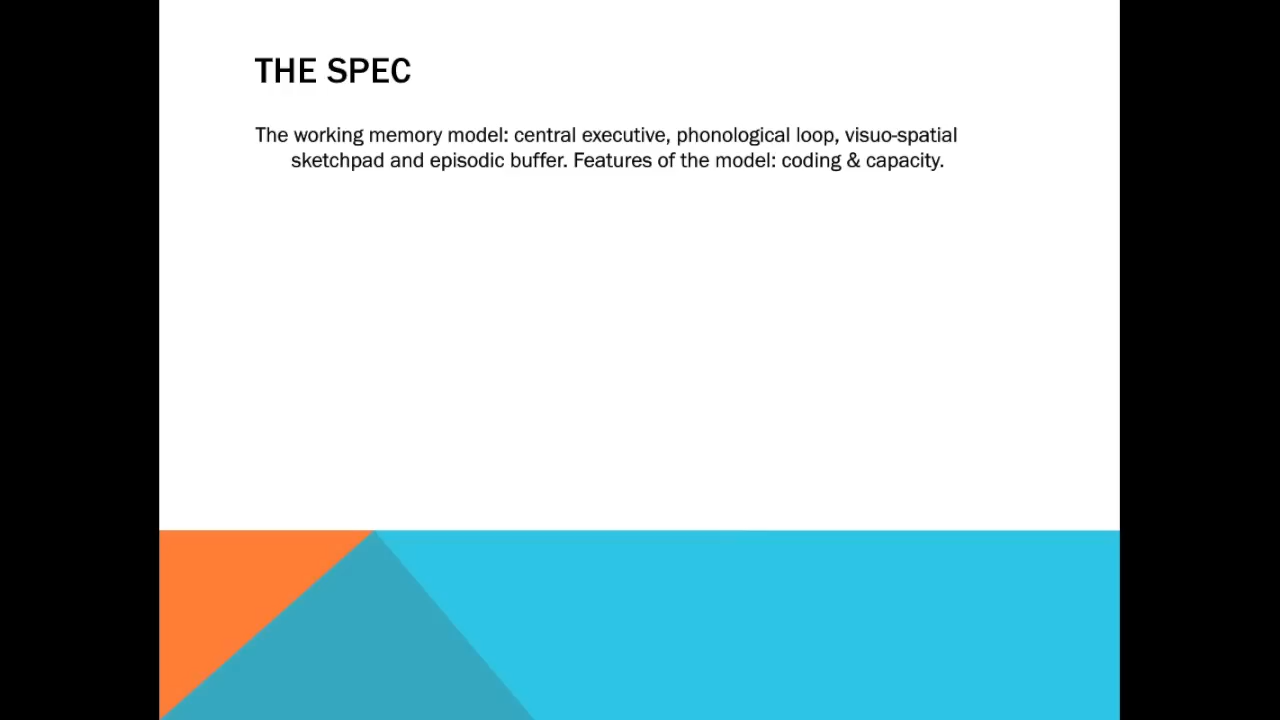 THE SPEC
The working memory model: central executive, phonological loop, visuo-spatial
sketchpad and episodic buffer. Features of the model: coding & capacity.